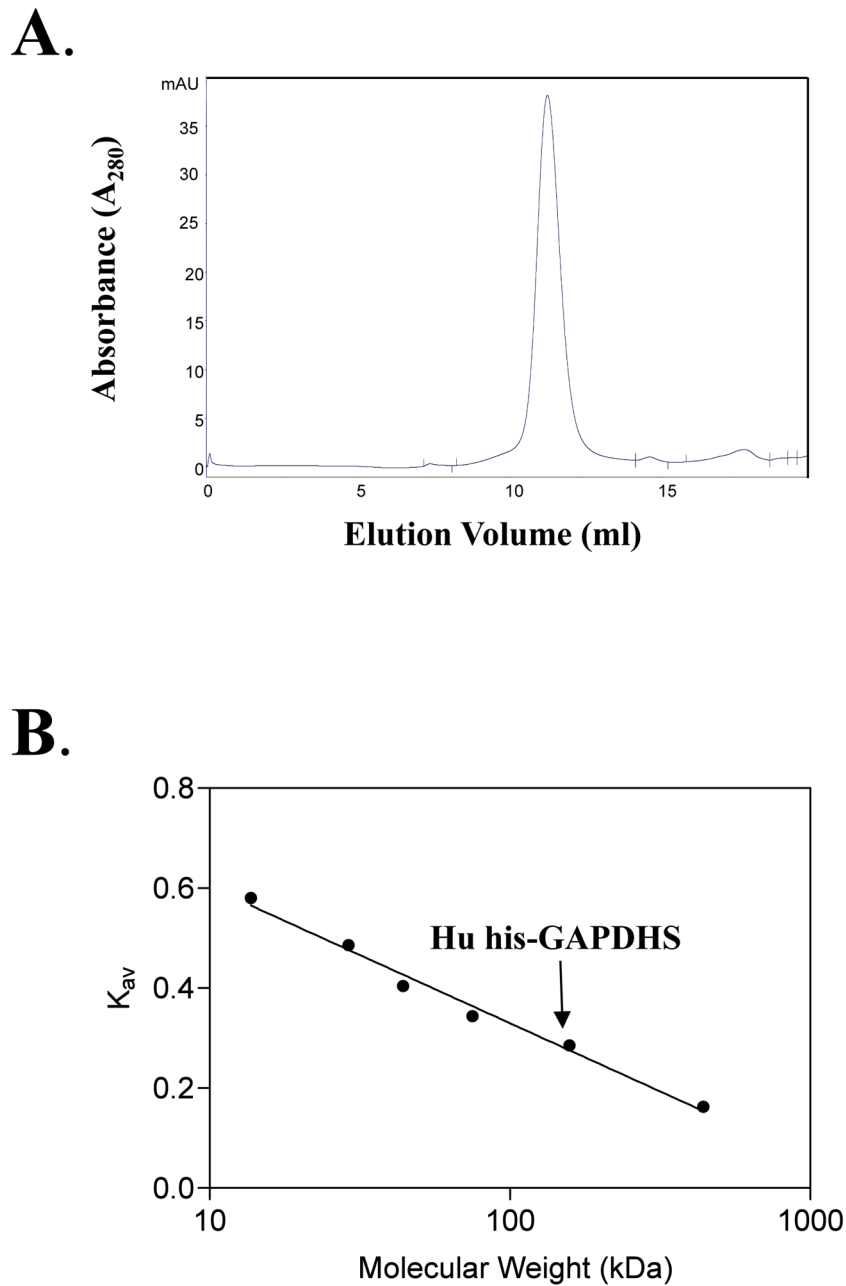 A.
mAU
35
30
25
20
15
10
5
0
Absorbance (A280)
0 5 10 15
Elution Volume (ml)
B.
0.8
0.6
0.4
0.2
0.0
Kav
Hu his-GAPDHS
10 100 1000
Molecular Weight (kDa)